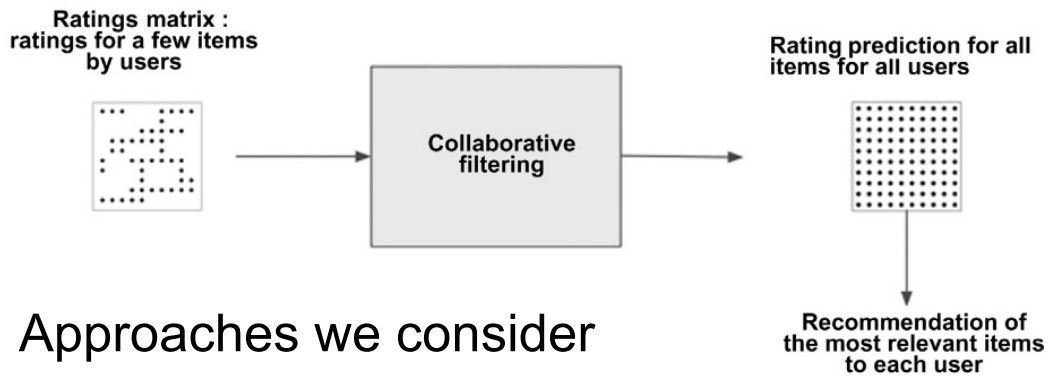 Ratings matrix :
ratings for a few items
by users
Collaborative
filtering
Rating prediction for all
items for all users
Recommendation of
the most relevant items
to each user
Approaches we consider